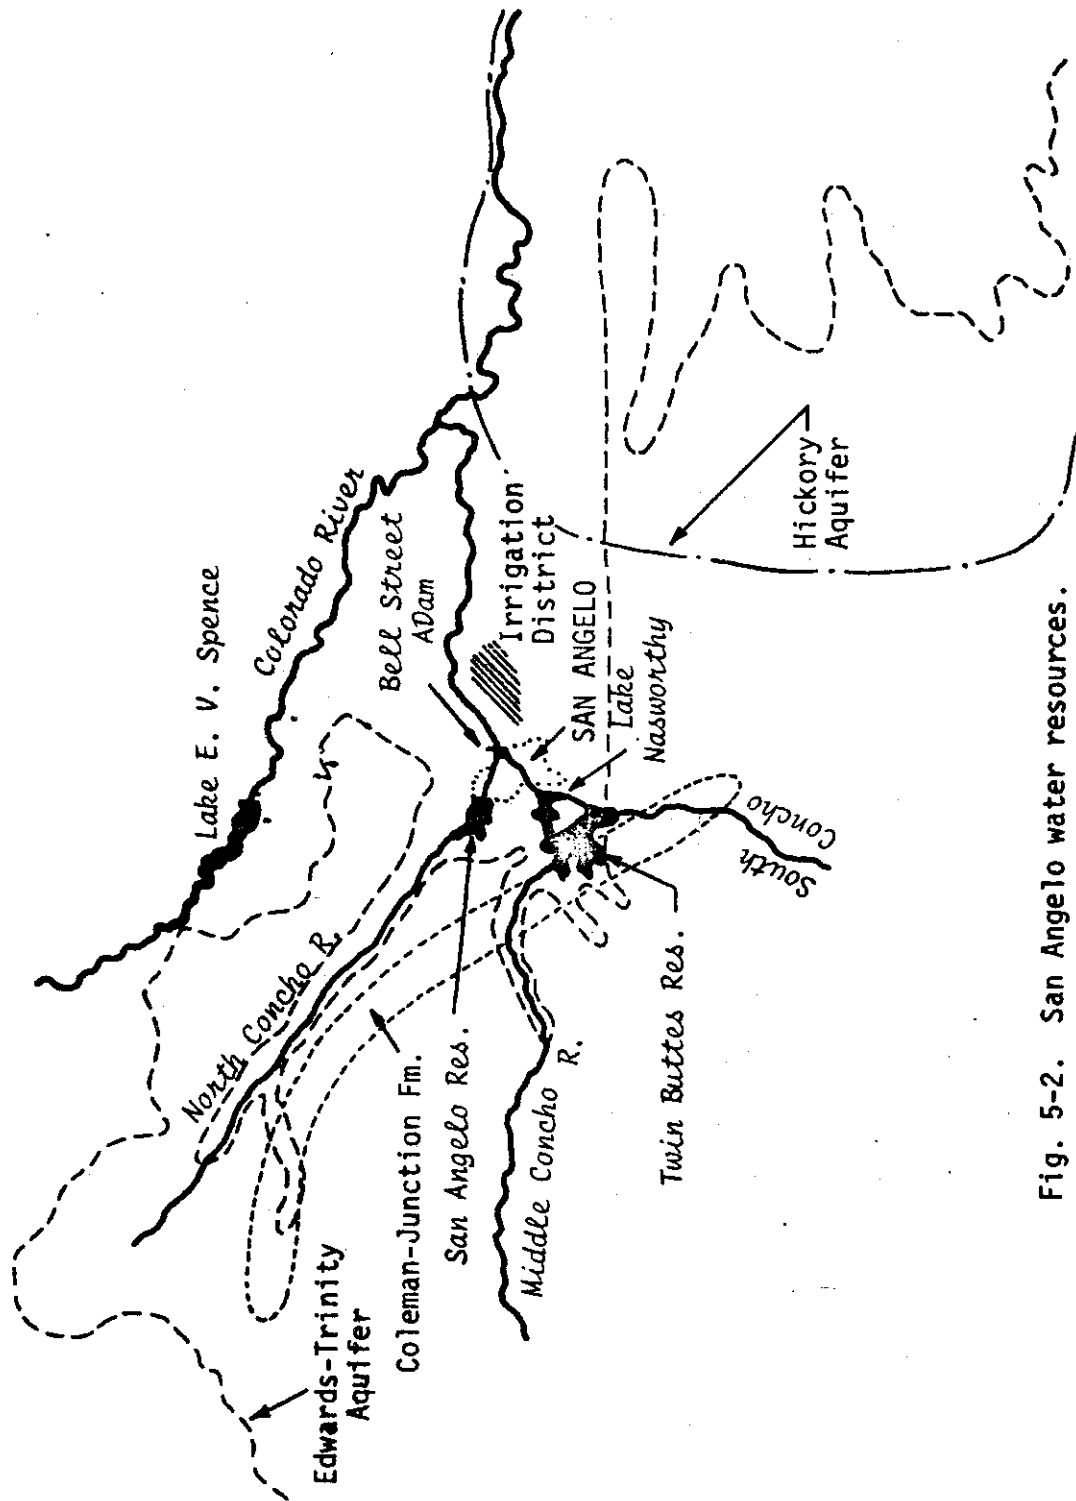 Lake E. V. Spence
Colorado River
Bell Street
ADam
North Concho R.
Irrigation
District
SAN ANGELO
Lake
Nasworthy
Hickory
Aquifer
Edwards-Trinity
Aquifer
Coleman-Junction Fm.
San Angelo Res.
Middle Concho
R.
Twin Buttes Res.
South
Concho
Fig. 5-2. San Angelo water resources.